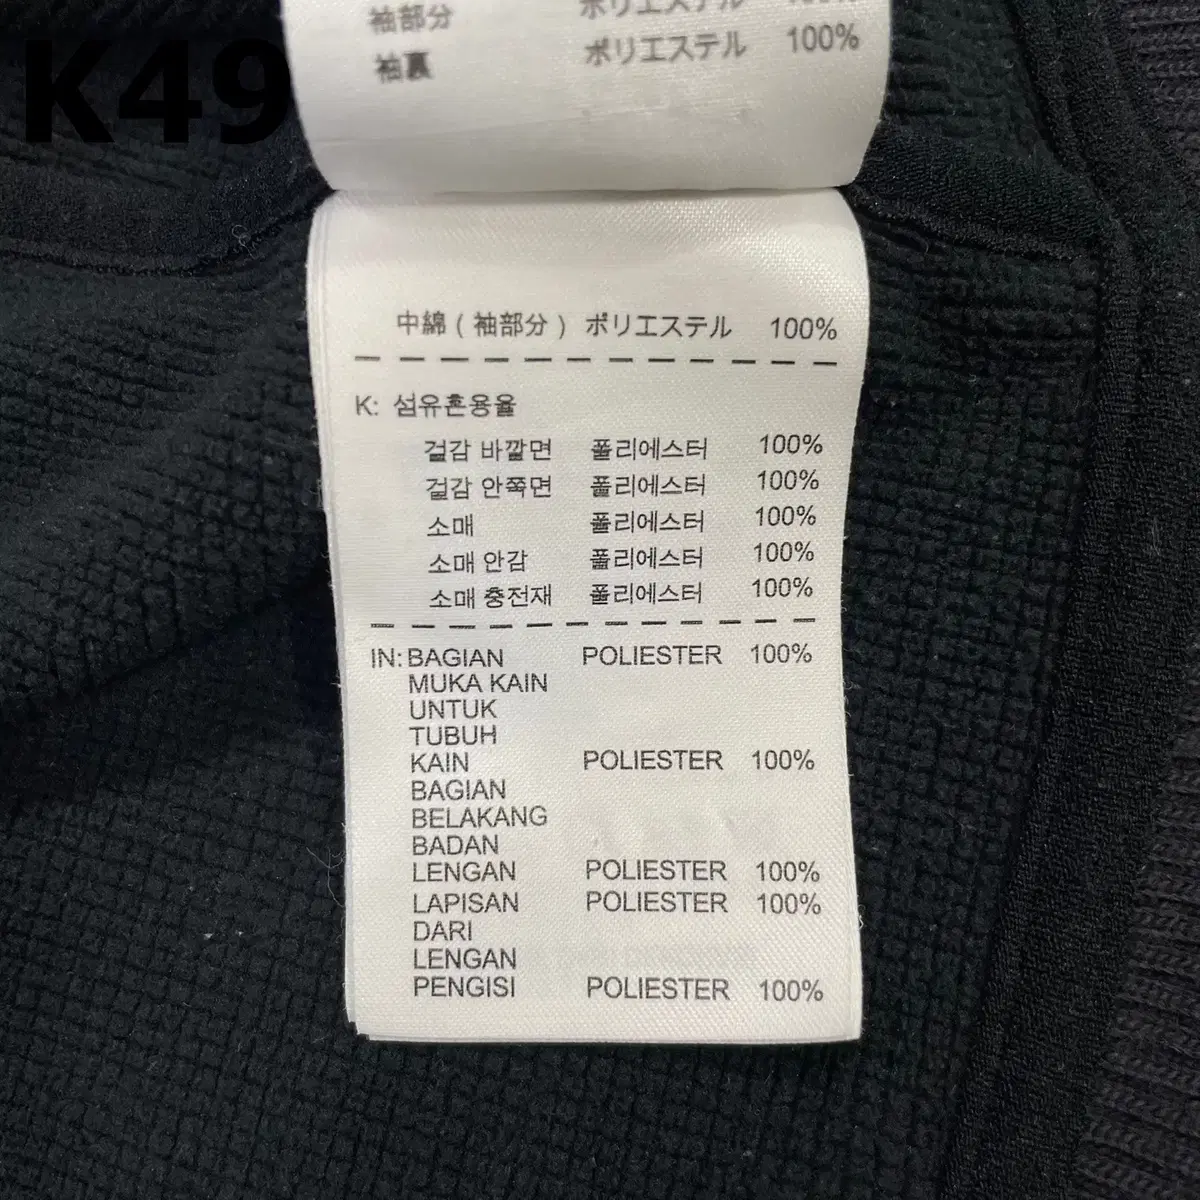 K49
袖部分 ポリエステル 100%
袖裏 ポリエステル 100%
中綿 ( 袖部分 ) ポリエステル 100%
K: 섬유혼용율
겉감 바깥면 폴리에스터 100%
겉감 안쪽면 폴리에스터 100%
소매 폴리에스터 100%
소매 안감 폴리에스터 100%
소매 충전재 폴리에스터 100%
IN: BAGIAN POLIESTER 100%
MUKA KAIN
UNTUK
TUBUH
KAIN POLIESTER 100%
BAGIAN
BELAKANG
BADAN
LENGAN POLIESTER 100%
LAPISAN POLIESTER 100%
DARI
LENGAN
PENGISI POLIESTER 100%